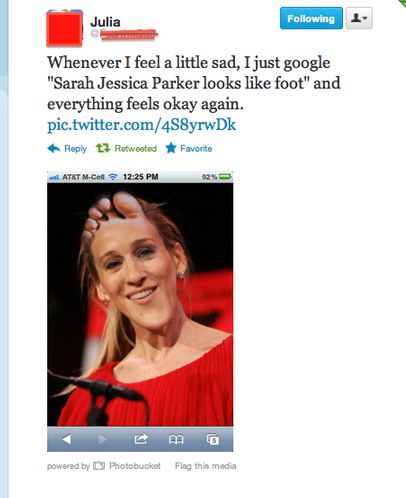 Julia
Following
Whenever I feel a little sad, I just google
"Sarah Jessica Parker looks like foot" and
everything feels okay again.
pic.twitter.com/4S8yrwDk
Reply Retweeted Favorite
AT&T M-Cell 12:25 PM 92%
5
powered by Photobucket Flag this media